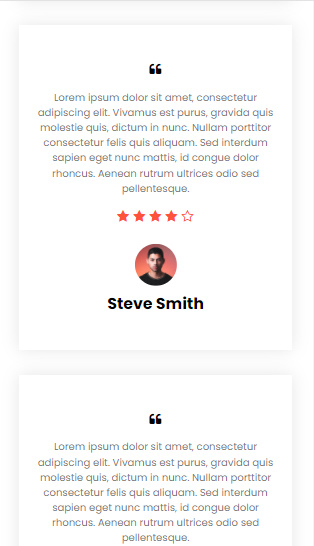 ❝
Lorem ipsum dolor sit amet, consectetur
adipiscing elit. Vivamus est purus, gravida quis
molestie quis, dictum in nunc. Nullam porttitor
consectetur felis quis aliquam. Sed interdum
sapien eget nunc mattis, id congue dolor
rhoncus. Aenean rutrum ultrices odio sed
pellentesque.
Steve Smith
❝
Lorem ipsum dolor sit amet, consectetur
adipiscing elit. Vivamus est purus, gravida quis
molestie quis, dictum in nunc. Nullam porttitor
consectetur felis quis aliquam. Sed interdum
sapien eget nunc mattis, id congue dolor
rhoncus. Aenean rutrum ultrices odio sed
pellentesque.